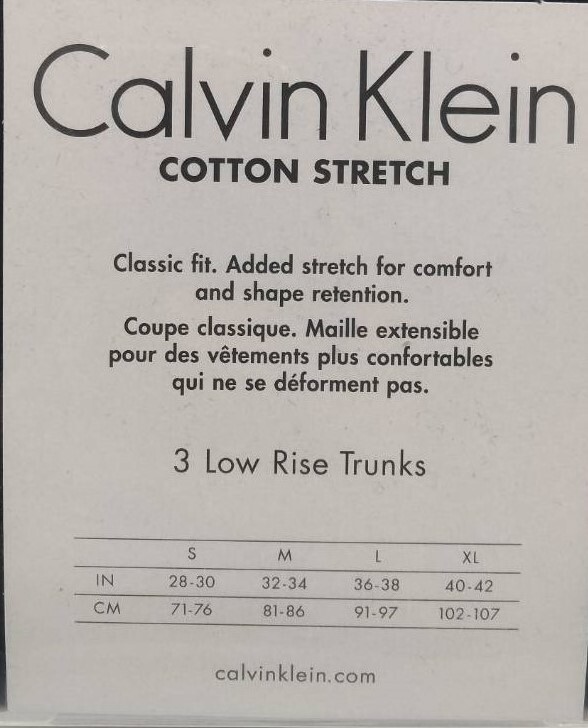 Calvin Klein
COTTON STRETCH
Classic fit. Added stretch for comfort
and shape retention.
Coupe classique. Maille extensible
pour des vêtements plus confortables
qui ne se déforment pas.
3 Low Rise Trunks
S M L XL
IN 28-30 32-34 36-38 40-42
CM 71-76 81-86 91-97 102-107
calvinklein.com